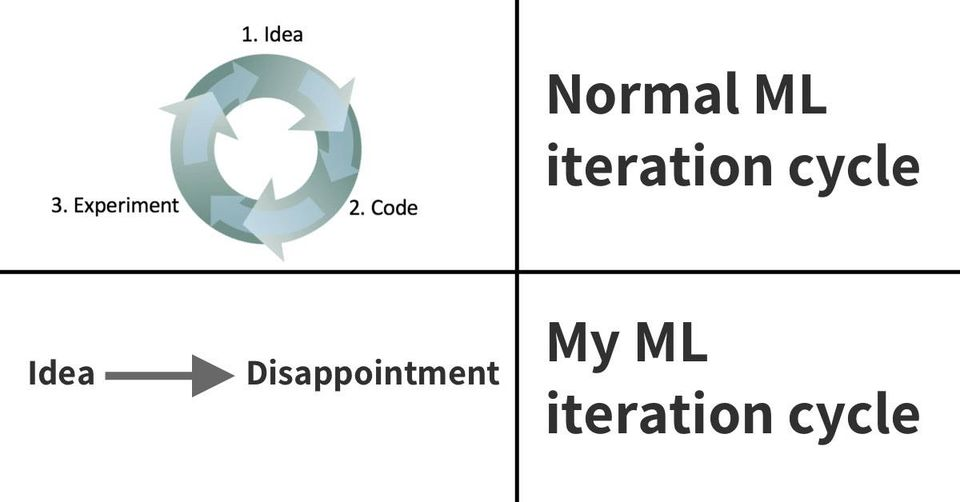 1. Idea
3. Experiment
2. Code
Normal ML
iteration cycle
Idea
Disappointment
My ML
iteration cycle